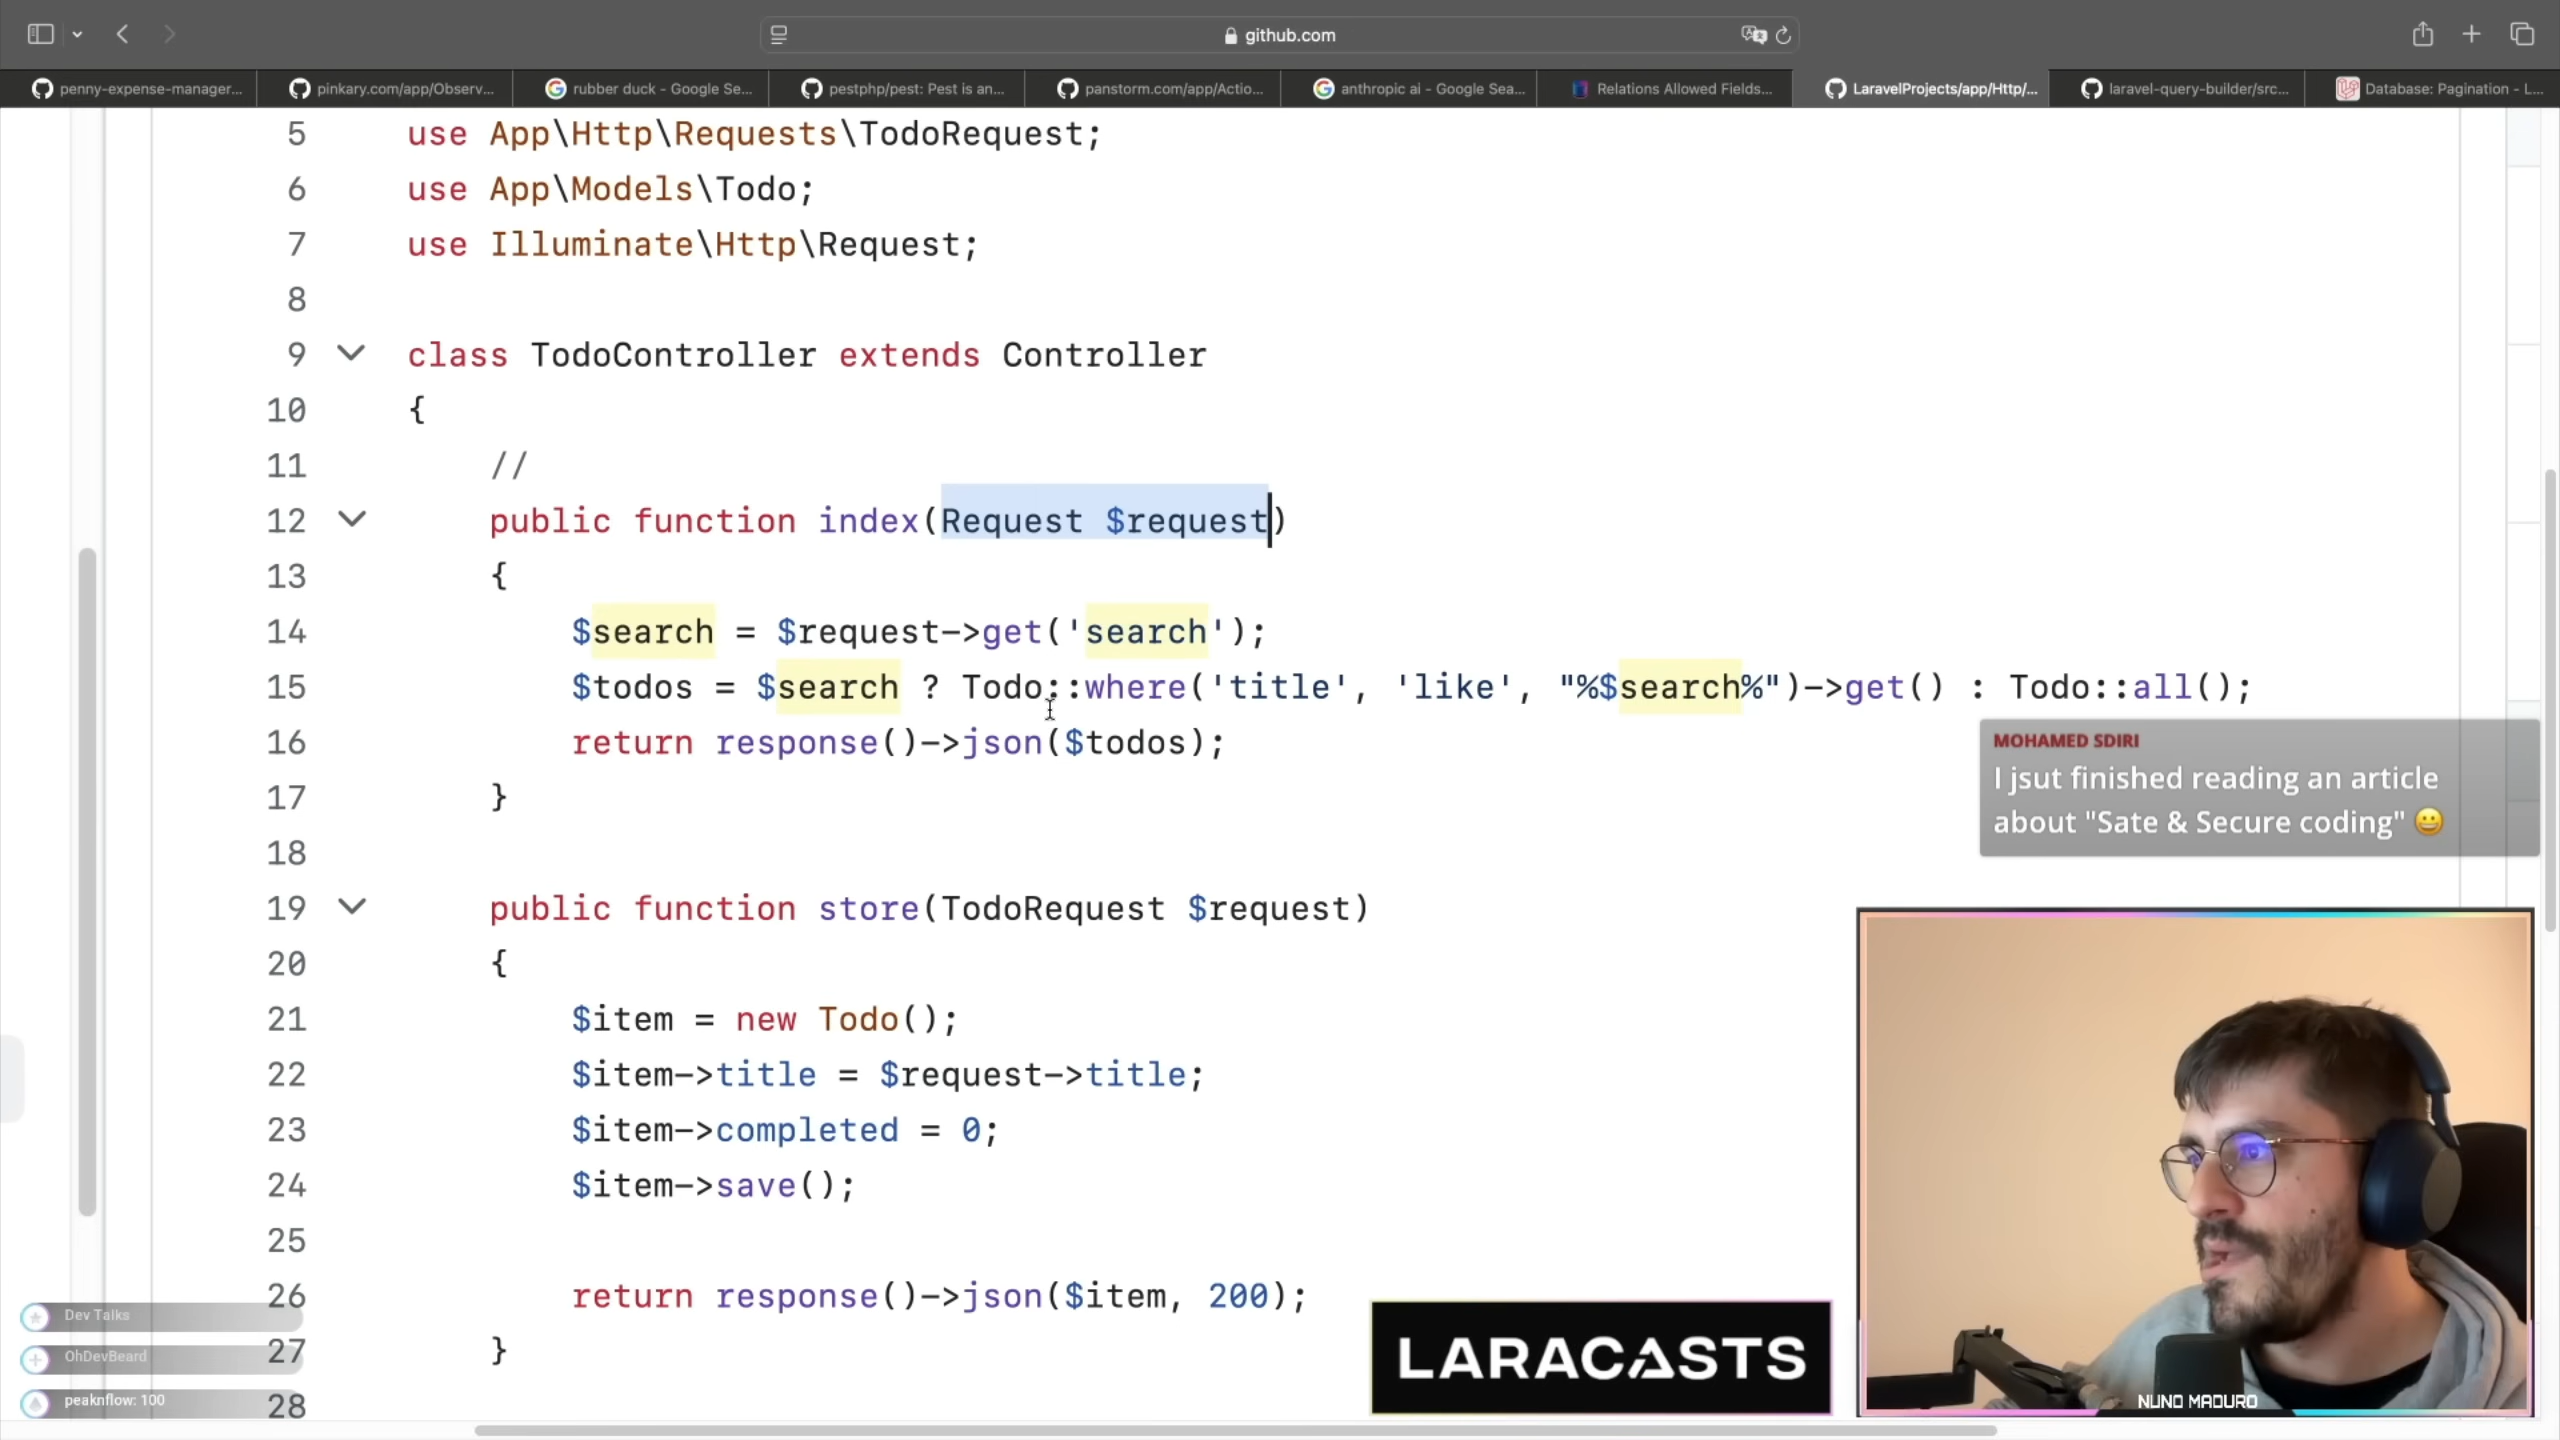 github.com
penny-expense-manager...
pinkary.com/app/Observ...
rubber duck - Google Se...
pestphp/pest: Pest is an...
panstorm.com/app/Actio...
anthropic ai - Google Sea...
Relations Allowed Fields...
LaravelProjects/app/Http/...
laravel-query-builder/src...
Database: Pagination - L...
5 use App\Http\Requests\TodoRequest;
6 use App\Models\Todo;
7 use Illuminate\Http\Request;
8
9 class TodoController extends Controller
10 {
11 //
12 public function index(Request $request)
13 {
14 $search = $request->get('search');
15 $todos = $search ? Todo::where('title', 'like', "%$search%")->get() : Todo::all();
16 return response()->json($todos);
17 }
18
19 public function store(TodoRequest $request)
20 {
21 $item = new Todo();
22 $item->title = $request->title;
23 $item->completed = 0;
24 $item->save();
25
26 return response()->json($item, 200);
27 }
28
MOHAMED SDIRI
I jsut finished reading an article
about "Sate & Secure coding" 😀
Dev Talks
OhDevBeard
peaknflow: 100
LARACASTS
NUNO MADURO